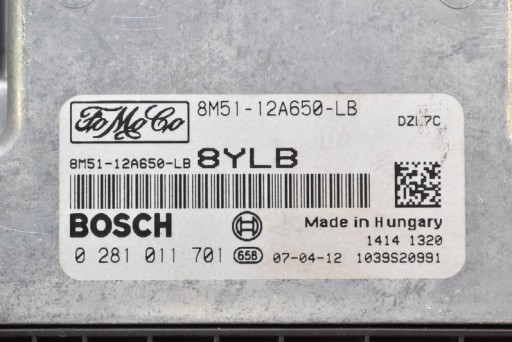 FoMoCo 8M51-12A650-LB
DZL7C
8M51-12A650-LB 8YLB
BOSCH Made in Hungary
1414 1320
0 281 011 701 658 07-04-12 1039S20991